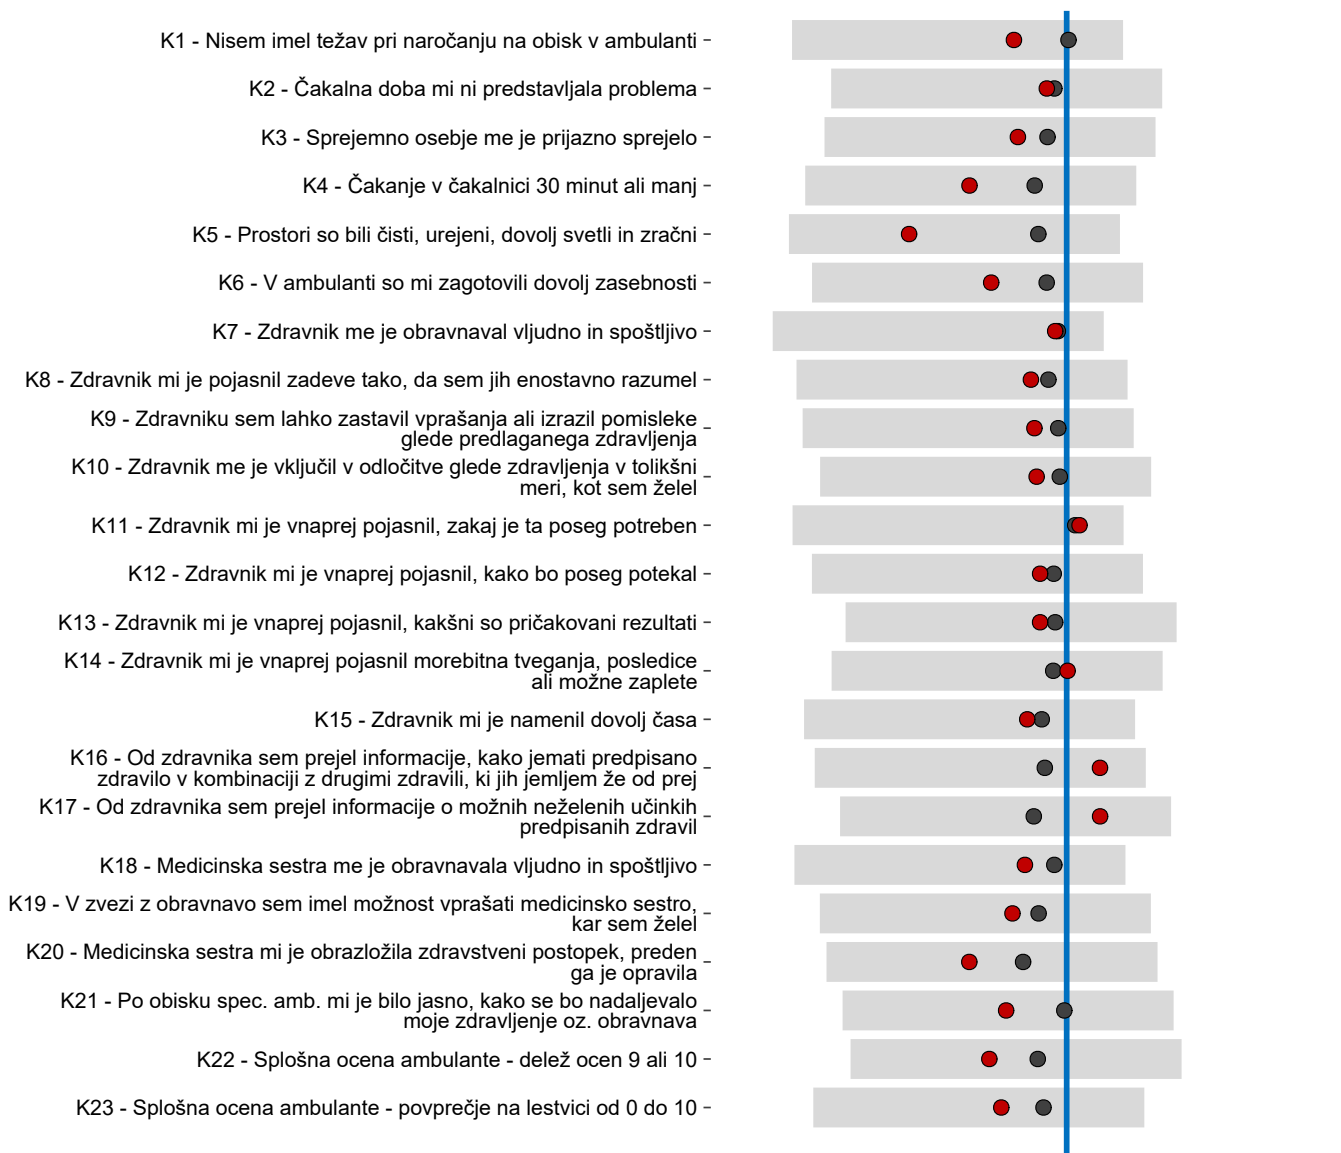 K1 - Nisem imel težav pri naročanju na obisk v ambulanti
K2 - Čakalna doba mi ni predstavljala problema
K3 - Sprejemno osebje me je prijazno sprejelo
K4 - Čakanje v čakalnici 30 minut ali manj
K5 - Prostori so bili čisti, urejeni, dovolj svetli in zračni
K6 - V ambulanti so mi zagotovili dovolj zasebnosti
K7 - Zdravnik me je obravnaval vljudno in spoštljivo
K8 - Zdravnik mi je pojasnil zadeve tako, da sem jih enostavno razumel
K9 - Zdravniku sem lahko zastavil vprašanja ali izrazil pomisleke
glede predlaganega zdravljenja
K10 - Zdravnik me je vključil v odločitve glede zdravljenja v tolikšni
meri, kot sem želel
K11 - Zdravnik mi je vnaprej pojasnil, zakaj je ta poseg potreben
K12 - Zdravnik mi je vnaprej pojasnil, kako bo poseg potekal
K13 - Zdravnik mi je vnaprej pojasnil, kakšni so pričakovani rezultati
K14 - Zdravnik mi je vnaprej pojasnil morebitna tveganja, posledice
ali možne zaplete
K15 - Zdravnik mi je namenil dovolj časa
K16 - Od zdravnika sem prejel informacije, kako jemati predpisano
zdravilo v kombinaciji z drugimi zdravili, ki jih jemljem že od prej
K17 - Od zdravnika sem prejel informacije o možnih neželenih učinkih
predpisanih zdravil
K18 - Medicinska sestra me je obravnavala vljudno in spoštljivo
K19 - V zvezi z obravnavo sem imel možnost vprašati medicinsko sestro,
kar sem želel
K20 - Medicinska sestra mi je obrazložila zdravstveni postopek, preden
ga je opravila
K21 - Po obisku spec. amb. mi je bilo jasno, kako se bo nadaljevalo
moje zdravljenje oz. obravnava
K22 - Splošna ocena ambulante - delež ocen 9 ali 10
K23 - Splošna ocena ambulante - povprečje na lestvici od 0 do 10